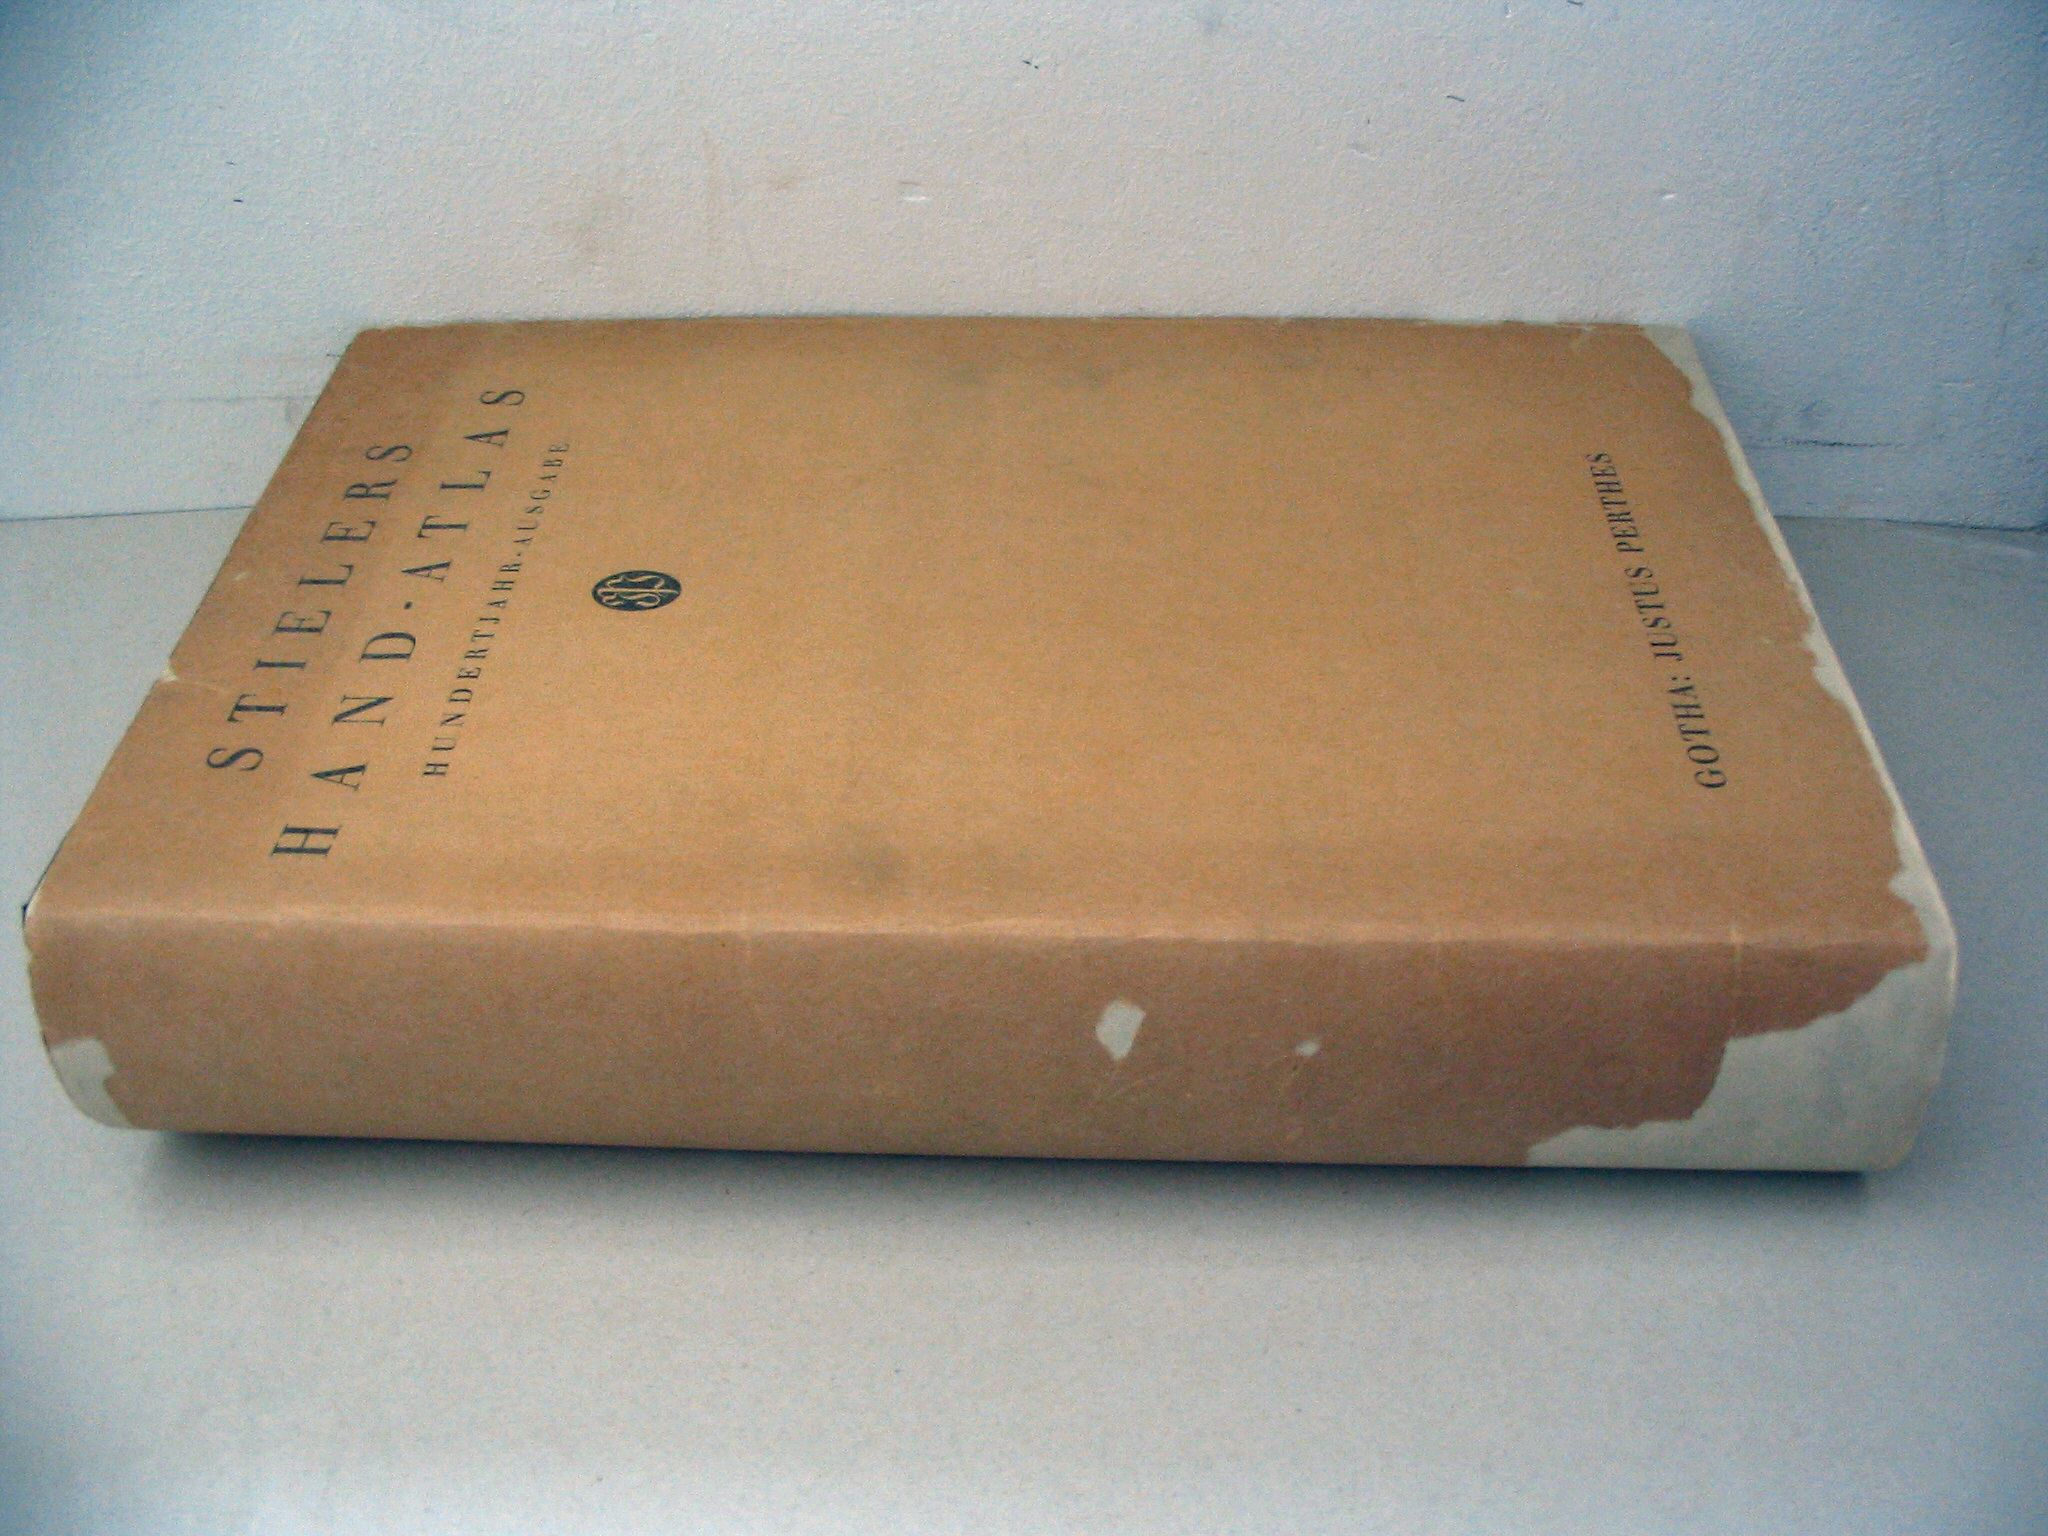 STIELERS
HAND·ATLAS
HUNDERTJAHR-AUSGABE
GOTHA: JUSTUS PERTHES